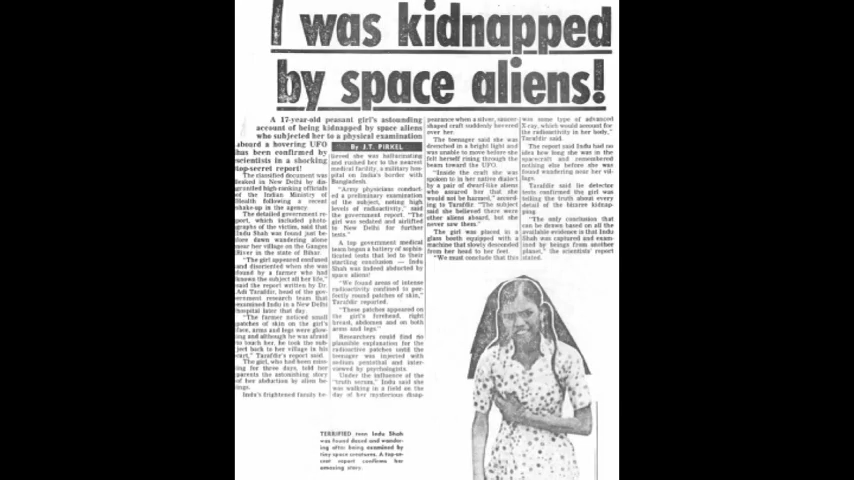 I was kidnapped
by space aliens!
A 17-year-old peasant girl's astounding
account of being kidnapped by space aliens
who subjected her to a physical examination
aboard a hovering UFO
has been confirmed by
scientists in a shocking
top-secret report!
The classified document was
leaked in New Delhi by dis-
gruntled high-ranking officials
of the Indian Ministry of
Health following a recent
shake-up in the agency.
The detailed government re-
port, which included photo-
graphs of the victim, said that
Indu Shah was found just be-
fore dawn wandering alone
near her village on the Ganges
River in the state of Bihar.
"The girl appeared confused
and disoriented when she was
found by a farmer who had
known the subject all her life,"
said the report written by Dr.
Adi Tarafdir, head of the gov-
ernment research team that
examined Indu in a New Delhi
hospital later that day.
"The farmer noticed small
patches of skin on the girl's
face, arms and legs were glow-
ing and although he was afraid
to touch her, he took the sub-
ject back to her village in his
cart," Tarafdir's report said.
The girl, who had been miss-
ing for three days, told her
parents the astonishing story
of her abduction by alien be-
ings.
Indu's frightened family be-
By J.T. PIRKEL
lieved she was hallucinating
and rushed her to the nearest
medical facility, a military hos-
pital on India's border with
Bangladesh.
"Army physicians conduct-
ed a preliminary examination
of the subject, noting high
levels of radioactivity," said
the government report. "The
girl was sedated and airlifted
to New Delhi for further
tests."
A top government medical
team began a battery of sophis-
ticated tests that led to their
startling conclusion — Indu
Shah was indeed abducted by
space aliens!
"We found areas of intense
radioactivity confined to per-
fectly round patches of skin,"
Tarafdir reported.
"These patches appeared on
the girl's forehead, right
breast, abdomen and on both
arms and legs."
Researchers could find no
plausible explanation for the
radioactive patches until the
teenager was injected with
sodium pentothal and inter-
viewed by psychologists.
Under the influence of the
"truth serum," Indu said she
was walking in a field on the
day of her mysterious disap-
pearance when a silver, saucer-
shaped craft suddenly hovered
over her.
The teenager said she was
drenched in a bright light and
was unable to move before she
felt herself rising through the
beam toward the UFO.
"Inside the craft she was
spoken to in her native dialect
by a pair of dwarf-like aliens
who assured her that she
would not be harmed," accord-
ing to Tarafdir. "The subject
said she believed there were
other aliens aboard, but she
never saw them."
The girl was placed in a
glass booth equipped with a
machine that slowly descended
from her head to her feet.
"We must conclude that this
was some type of advanced
X-ray, which would account for
the radioactivity in her body,"
Tarafdir said.
The report said Indu had no
idea how long she was in the
spacecraft and remembered
nothing else before she was
found wandering near her vil-
lage.
Tarafdir said lie detector
tests confirmed the girl was
telling the truth about every
detail of the bizarre kidnap-
ping.
"The only conclusion that
can be drawn based on all the
available evidence is that Indu
Shah was captured and exam-
ined by beings from another
planet," the scientists' report
stated.
TERRIFIED teen Indu Shah
was found dazed and wander-
ing after being examined by
tiny space creatures. A top-se-
cret report confirms her
amazing story.